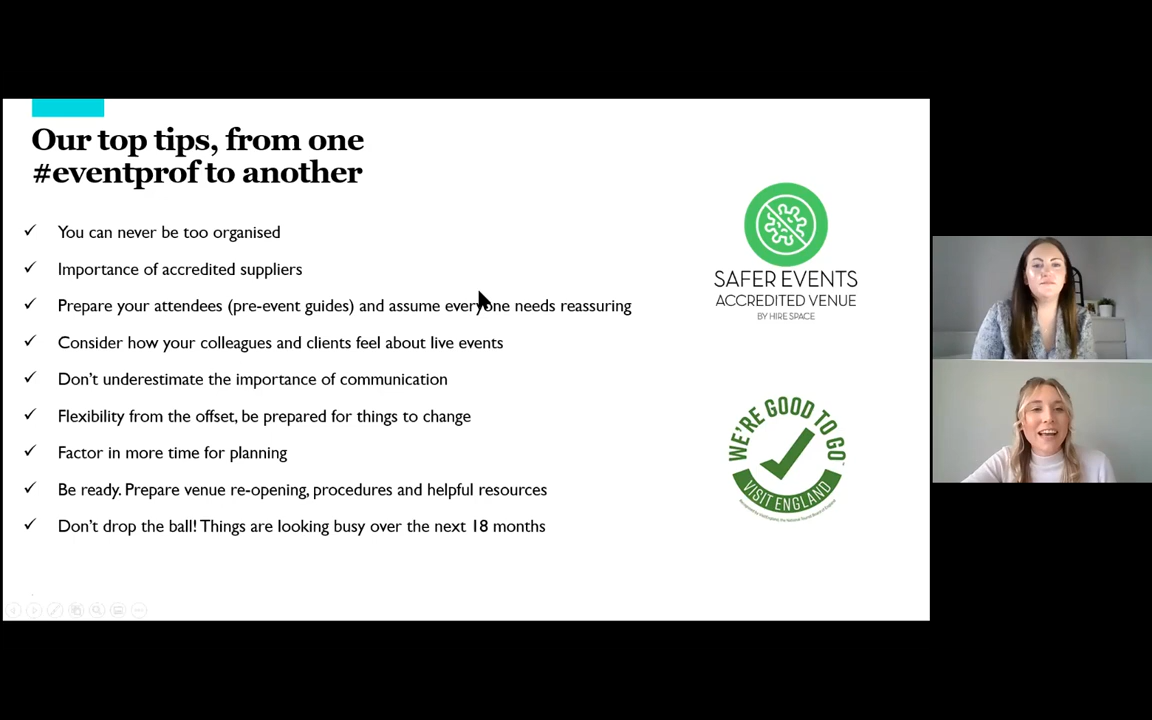 Our top tips, from one
#eventprof to another
You can never be too organised
Importance of accredited suppliers
Prepare your attendees (pre-event guides) and assume everyone needs reassuring
Consider how your colleagues and clients feel about live events
Don't underestimate the importance of communication
Flexibility from the offset, be prepared for things to change
Factor in more time for planning
Be ready. Prepare venue re-opening, procedures and helpful resources
Don't drop the ball! Things are looking busy over the next 18 months
SAFER EVENTS
ACCREDITED VENUE
BY HIRE SPACE
WE'RE GOOD TO GO
VISIT ENGLAND